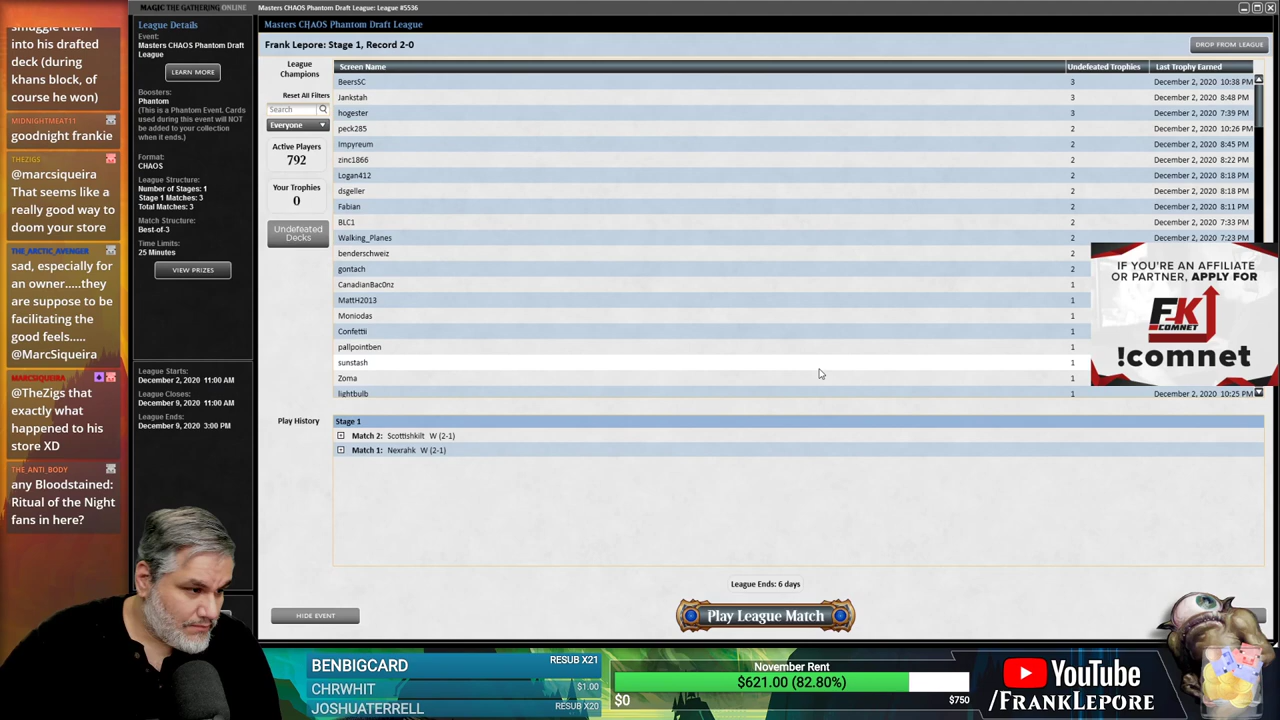 smuggle them
into his drafted
deck (during
khans block, of
course he won)
MIDNIGHTMEAT11
goodnight frankie
THEZIGS
@marcsiqueira
That seems like a
really good way to
doom your store
THE_ARCTIC_AVENGER
sad, especially for
an owner.....they
are suppose to be
facilitating the
good feels.....
@MarcSiqueira
MARCSIQUEIRA
@TheZigs that
exactly what
happened to his
store XD
THE_ANTI_BODY
any Bloodstained:
Ritual of the Night
fans in here?
MAGIC THE GATHERING ONLINE
Masters CHAOS Phantom Draft League: League #5536
League Details
Event:
Masters CHAOS Phantom Draft
League
LEARN MORE
Boosters:
Phantom
(This is a Phantom Event. Cards
used during this event will NOT
be added to your collection
when it ends.)
Format:
CHAOS
League Structure:
Number of Stages: 1
Stage 1 Matches: 3
Total Matches: 3
Match Structure:
Best-of-3
Time Limits:
25 Minutes
VIEW PRIZES
League Starts:
December 2, 2020 11:00 AM
League Closes:
December 9, 2020 11:00 AM
League Ends:
December 9, 2020 3:00 PM
Masters CHAOS Phantom Draft League
Frank Lepore: Stage 1, Record 2-0
DROP FROM LEAGUE
League
Champions
Reset All Filters
Search
Everyone
Active Players
792
Your Trophies
0
Undefeated
Decks
Screen Name Undefeated Trophies Last Trophy Earned
BeersSC 3 December 2, 2020 10:38 PM
Jankstah 3 December 2, 2020 8:48 PM
hogester 3 December 2, 2020 7:39 PM
peck285 2 December 2, 2020 10:26 PM
Impyreum 2 December 2, 2020 8:45 PM
zinc1866 2 December 2, 2020 8:22 PM
Logan412 2 December 2, 2020 8:18 PM
dsgeller 2 December 2, 2020 8:18 PM
Fabian 2 December 2, 2020 8:11 PM
BLC1 2 December 2, 2020 7:33 PM
Walking_Planes 2 December 2, 2020 7:23 PM
benderschweiz 2
gontach 2
CanadianBac0nz 1
MattH2013 1
Moniodas 1
Confettii 1
pallpointben 1
sunstash 1
Zoma 1
lightbulb 1 December 2, 2020 10:25 PM
IF YOU'RE AN AFFILIATE
OR PARTNER, APPLY FOR
!comnet
Play History
Stage 1
Match 2: Scottishkilt W (2-1)
Match 1: Nexrahk W (2-1)
League Ends: 6 days
HIDE EVENT
Play League Match
BENBIGCARD RESUB X21
CHRWHIT $1.00
JOSHUATERRELL RESUB X20
November Rent
$621.00 (82.80%)
$0 $750
YouTube
/FRANKLEPORE